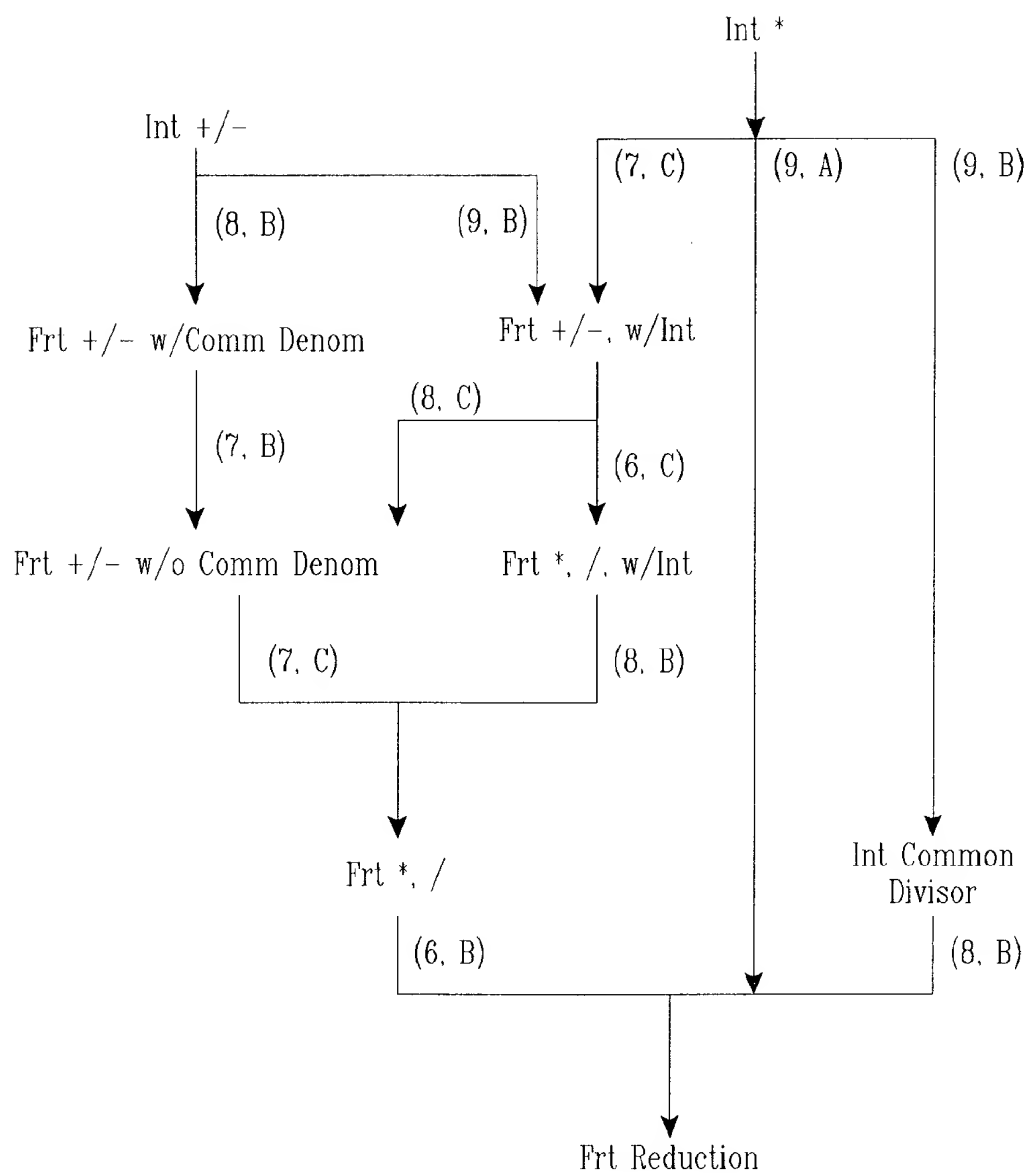 Int *
Int +/-
(7, C) (9, A) (9, B)
(8, B) (9, B)
Frt +/- w/Comm Denom
Frt +/-, w/Int
(8, C)
(7, B)
(6, C)
Frt +/- w/o Comm Denom
Frt *, /, w/Int
(7, C) (8, B)
Frt *, /
Int Common
Divisor
(6, B) (8, B)
Frt Reduction